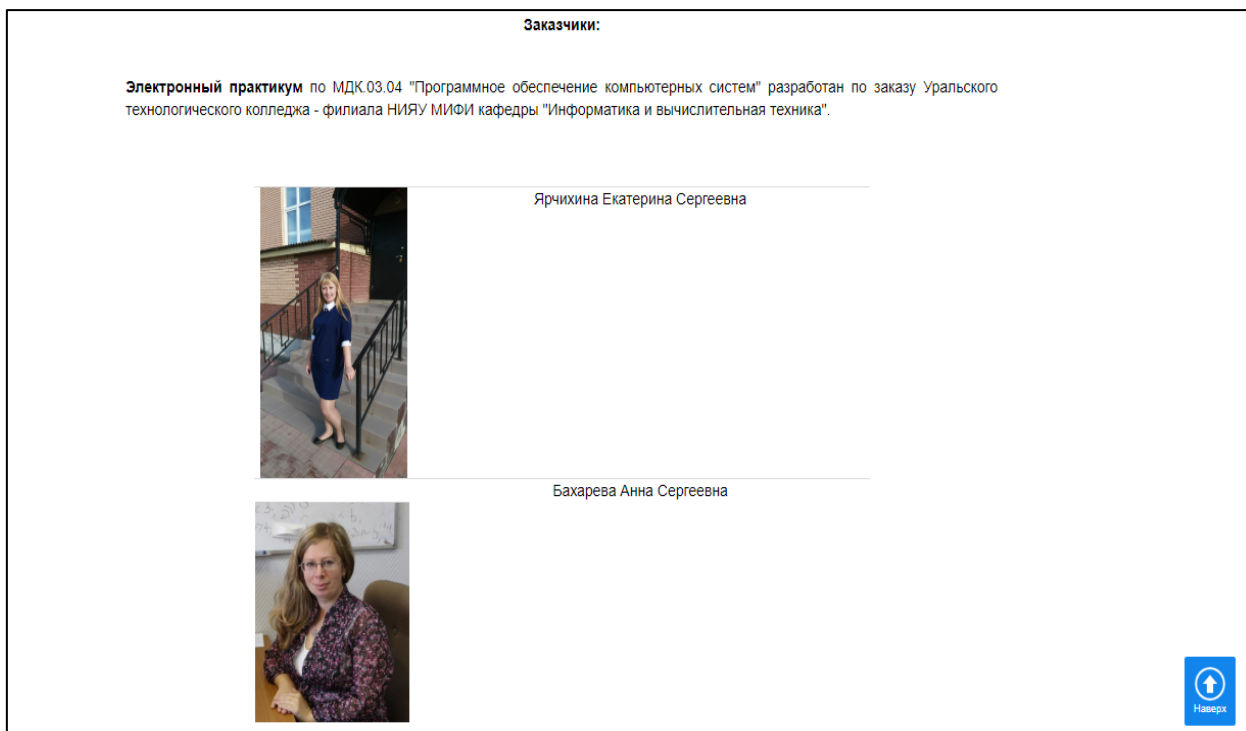 Заказчики:
Электронный практикум по МДК.03.04 "Программное обеспечение компьютерных систем" разработан по заказу Уральского
технологического колледжа - филиала НИЯУ МИФИ кафедры "Информатика и вычислительная техника".
Ярчихина Екатерина Сергеевна
Бахарева Анна Сергеевна
Наверх